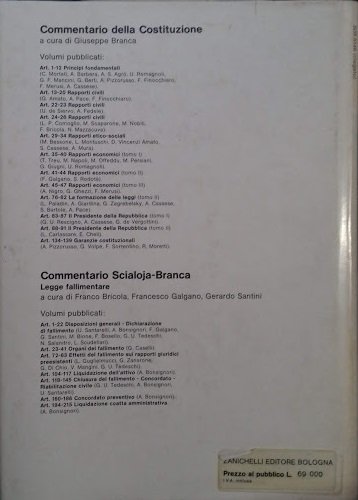 Commentario della Costituzione
a cura di Giuseppe Branca
Volumi pubblicati:
Art. 1-12 Principi fondamentali
(C. Mortati, A. Barbera, A. S. Agrò, U. Romagnoli,
G. F. Mancini, G. Berti, A. Pizzorusso, F. Finocchiaro,
F. Merusi, A. Cassese).
Art. 13-20 Rapporti civili
(G. Amato, A. Pace, F. Finocchiaro).
Art. 22-23 Rapporti civili
(U. de Siervo, A. Fedele).
Art. 24-26 Rapporti civili
(L. P. Comoglio, M. Scaparone, M. Nobili,
F. Bricola, N. Mazzacuva).
Art. 29-34 Rapporti etico-sociali
(M. Bessone, L. Montuschi, D. Vincenzi Amato,
S. Cassese, A. Mura).
Art. 35-40 Rapporti economici (tomo I)
(T. Treu, M. Napoli, M. Offeddu, M. Persiani,
G. Giugni, U. Romagnoli).
Art. 41-44 Rapporti economici (tomo II)
(F. Galgano, S. Rodotà).
Art. 45-47 Rapporti economici (tomo III)
(A. Nigro, G. Ghezzi, F. Merusi).
Art. 76-82 La formazione delle leggi (tomo II)
(L. Paladin, A. Giardina, G. Zagrebelsky, A. Cassese,
S. Bartole, A. Pace).
Art. 83-87 Il Presidente della Repubblica (tomo I)
(G. U. Rescigno, A. Cassese, G. de Vergottini).
Art. 88-91 Il Presidente della Repubblica (tomo II)
(L. Carlassare, E. Cheli).
Art. 134-139 Garanzie costituzionali
(A. Pizzorusso, G. Volpe, F. Sorrentino, R. Moretti).
Commentario Scialoja-Branca
Legge fallimentare
a cura di Franco Bricola, Francesco Galgano, Gerardo Santini
Volumi pubblicati:
Art. 1-22 Disposizioni generali - Dichiarazione
di fallimento (U. Santarelli, A. Bonsignori, F. Galgano,
G. Santini, M. Bione, F. Bosello, G. U. Tedeschi,
N. Salanitro, L. Scudellari).
Art. 23-41 Organi del fallimento (G. Caselli).
Art. 72-83 Effetti del fallimento sui rapporti giuridici
preesistenti (L. Guglielmucci, G. Zanarone,
G. Di Chio, V. Mangini, G. U. Tedeschi).
Art. 104-117 Liquidazione dell'attivo (A. Bonsignori).
Art. 118-145 Chiusura del fallimento - Concordato -
Riabilitazione civile (G. U. Tedeschi, A. Bonsignori,
U. Santarelli)
Art. 160-186 Concordato preventivo (A. Bonsignori).
Art. 194-215 Liquidazione coatta amministrativa
(A. Bonsignori).
ZANICHELLI EDITORE BOLOGNA
Prezzo al pubblico L. 69 000
I.V.A. inclusa